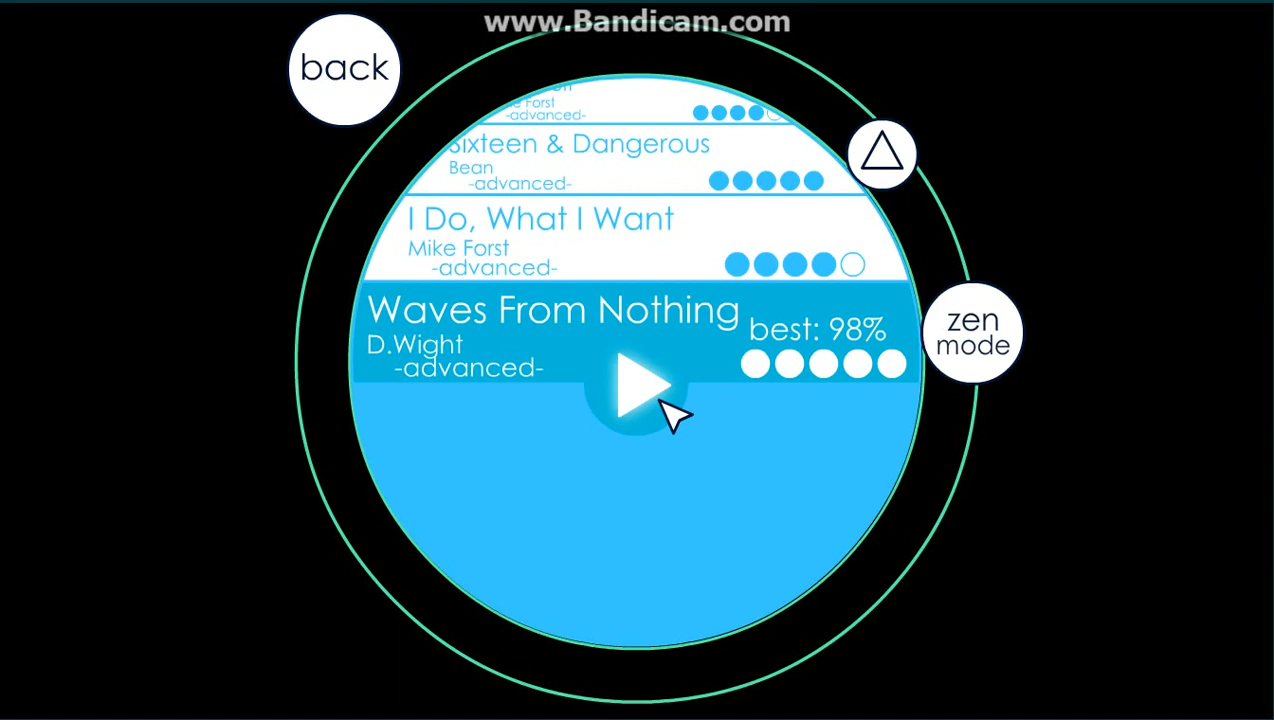 www.Bandicam.com
back
Forst
-advanced-
Sixteen & Dangerous
Bean
-advanced-
I Do, What I Want
Mike Forst
-advanced-
Waves From Nothing
best: 98%
D.Wight
-advanced-
zen
mode